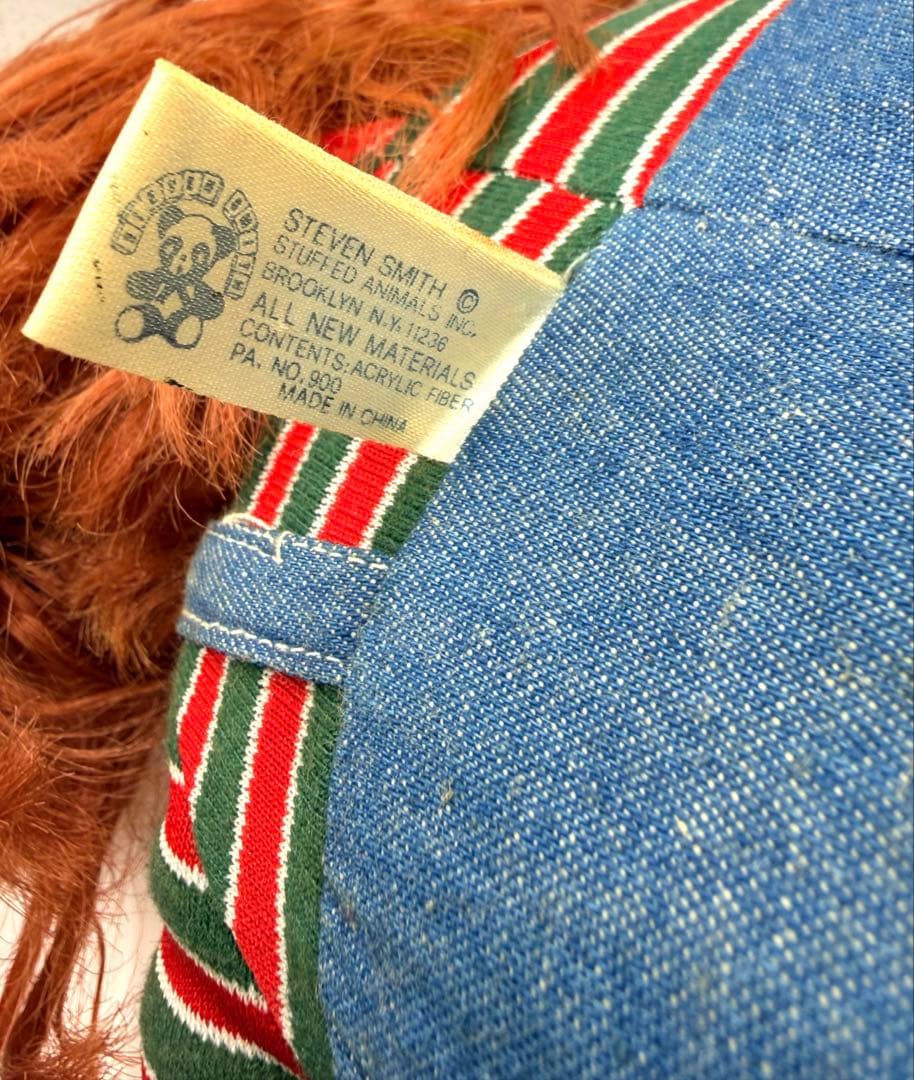 STEVEN SMITH
STUFFED ANIMALS INC. ©
BROOKLYN N.Y. 11236
ALL NEW MATERIALS
CONTENTS: ACRYLIC FIBER
PA. NO. 900
MADE IN CHINA